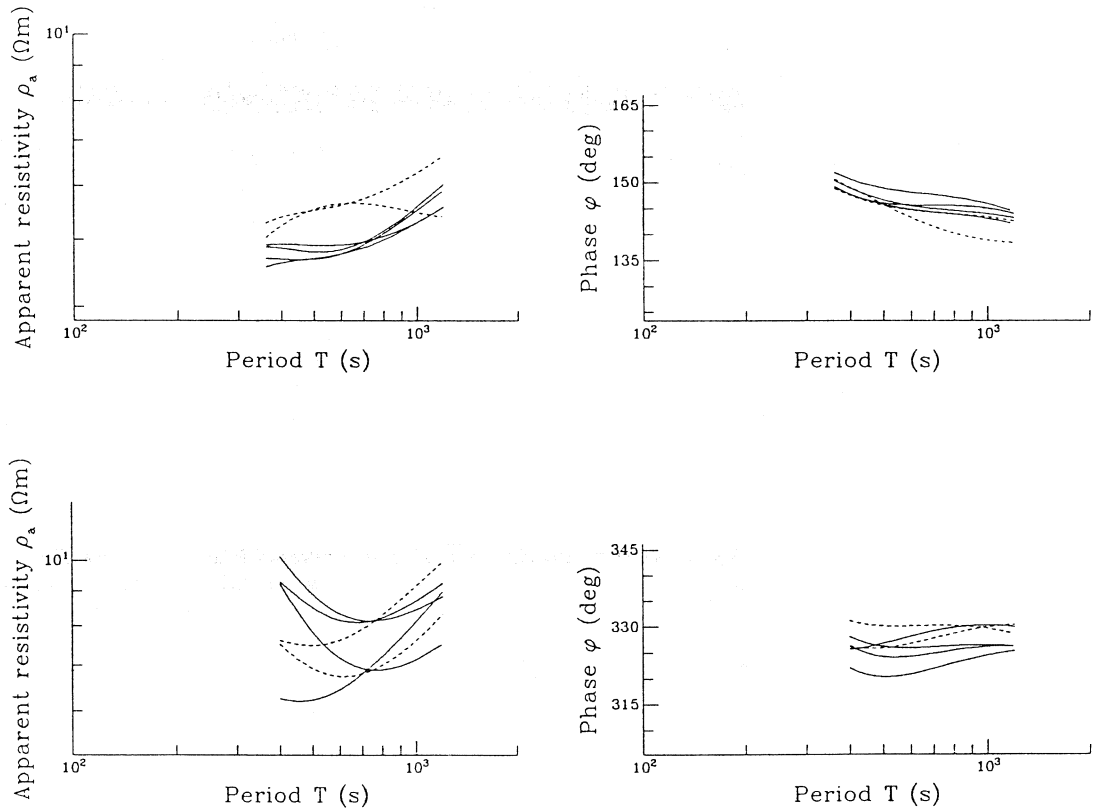 Apparent resistivity ρa (Ωm)
10¹
10²
10³
Period T (s)
Phase φ (deg)
165
150
135
10²
10³
Period T (s)
Apparent resistivity ρa (Ωm)
10¹
10²
10³
Period T (s)
Phase φ (deg)
345
330
315
10²
10³
Period T (s)